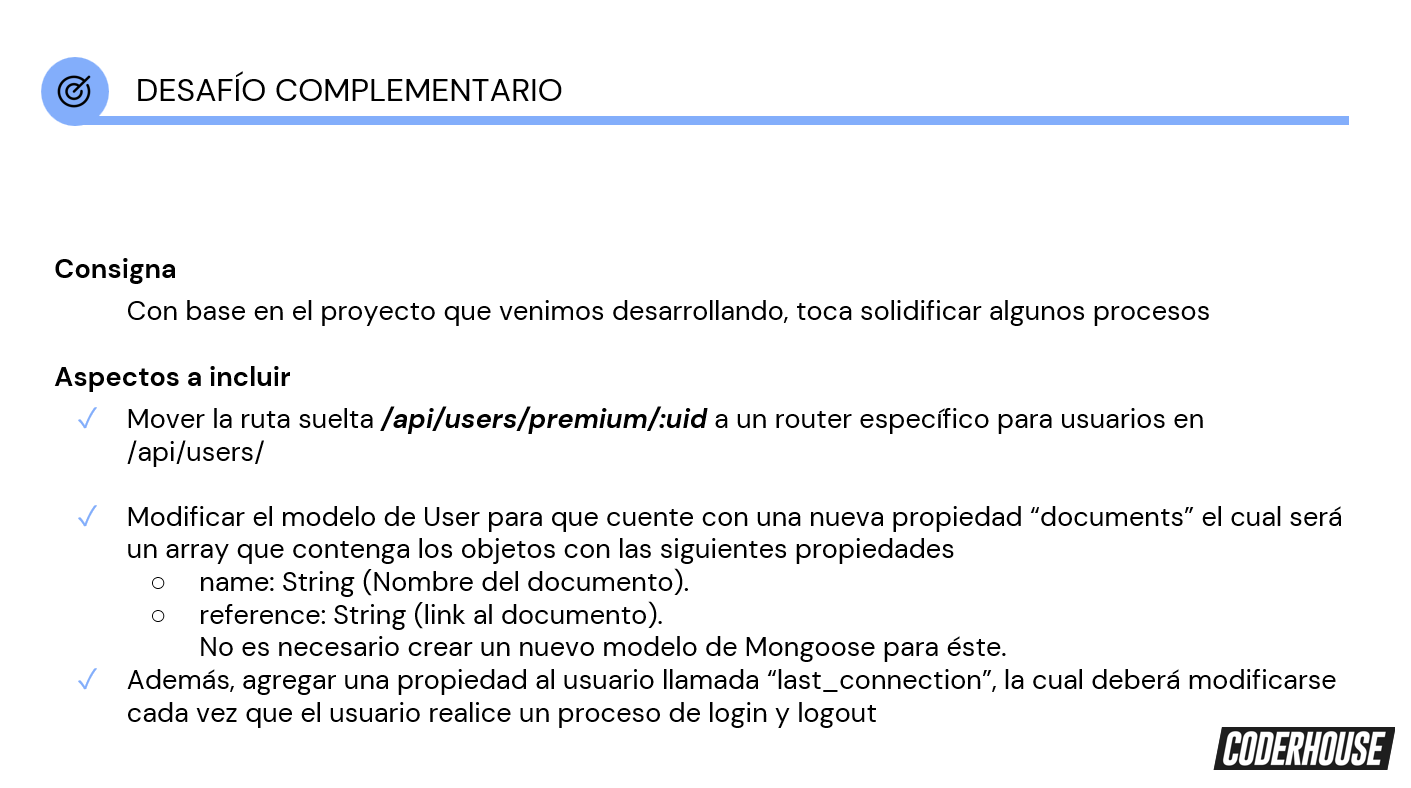 DESAFÍO COMPLEMENTARIO
Consigna
Con base en el proyecto que venimos desarrollando, toca solidificar algunos procesos
Aspectos a incluir
✓ Mover la ruta suelta /api/users/premium/:uid a un router específico para usuarios en
/api/users/
✓ Modificar el modelo de User para que cuente con una nueva propiedad “documents” el cual será
un array que contenga los objetos con las siguientes propiedades
○ name: String (Nombre del documento).
○ reference: String (link al documento).
No es necesario crear un nuevo modelo de Mongoose para éste.
✓ Además, agregar una propiedad al usuario llamada “last_connection”, la cual deberá modificarse
cada vez que el usuario realice un proceso de login y logout
CODERHOUSE